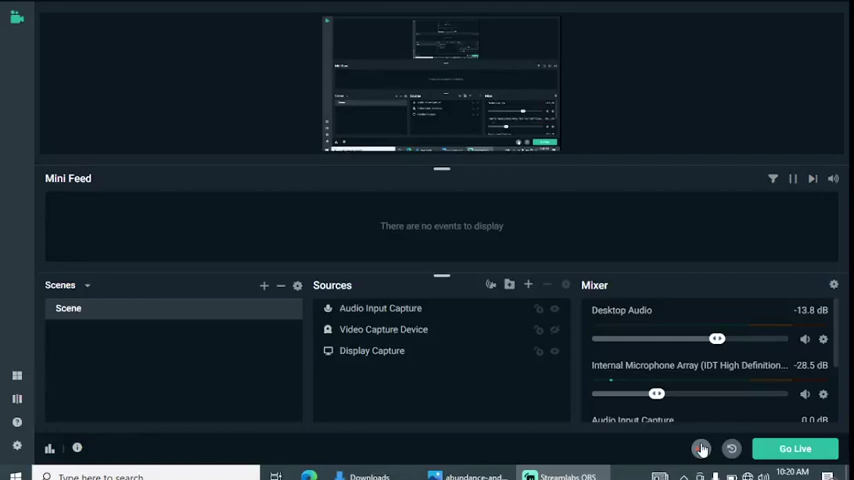 Mini Feed
There are no events to display
Scenes
Scene
Sources
Audio Input Capture
Video Capture Device
Display Capture
Mixer
Desktop Audio -13.8 dB
Internal Microphone Array (IDT High Definition... -28.5 dB
Audio Input Capture 0.0 dB
Go Live
Type here to search
Downloads
abundance-and...
Streamlabs OBS
10:20 AM